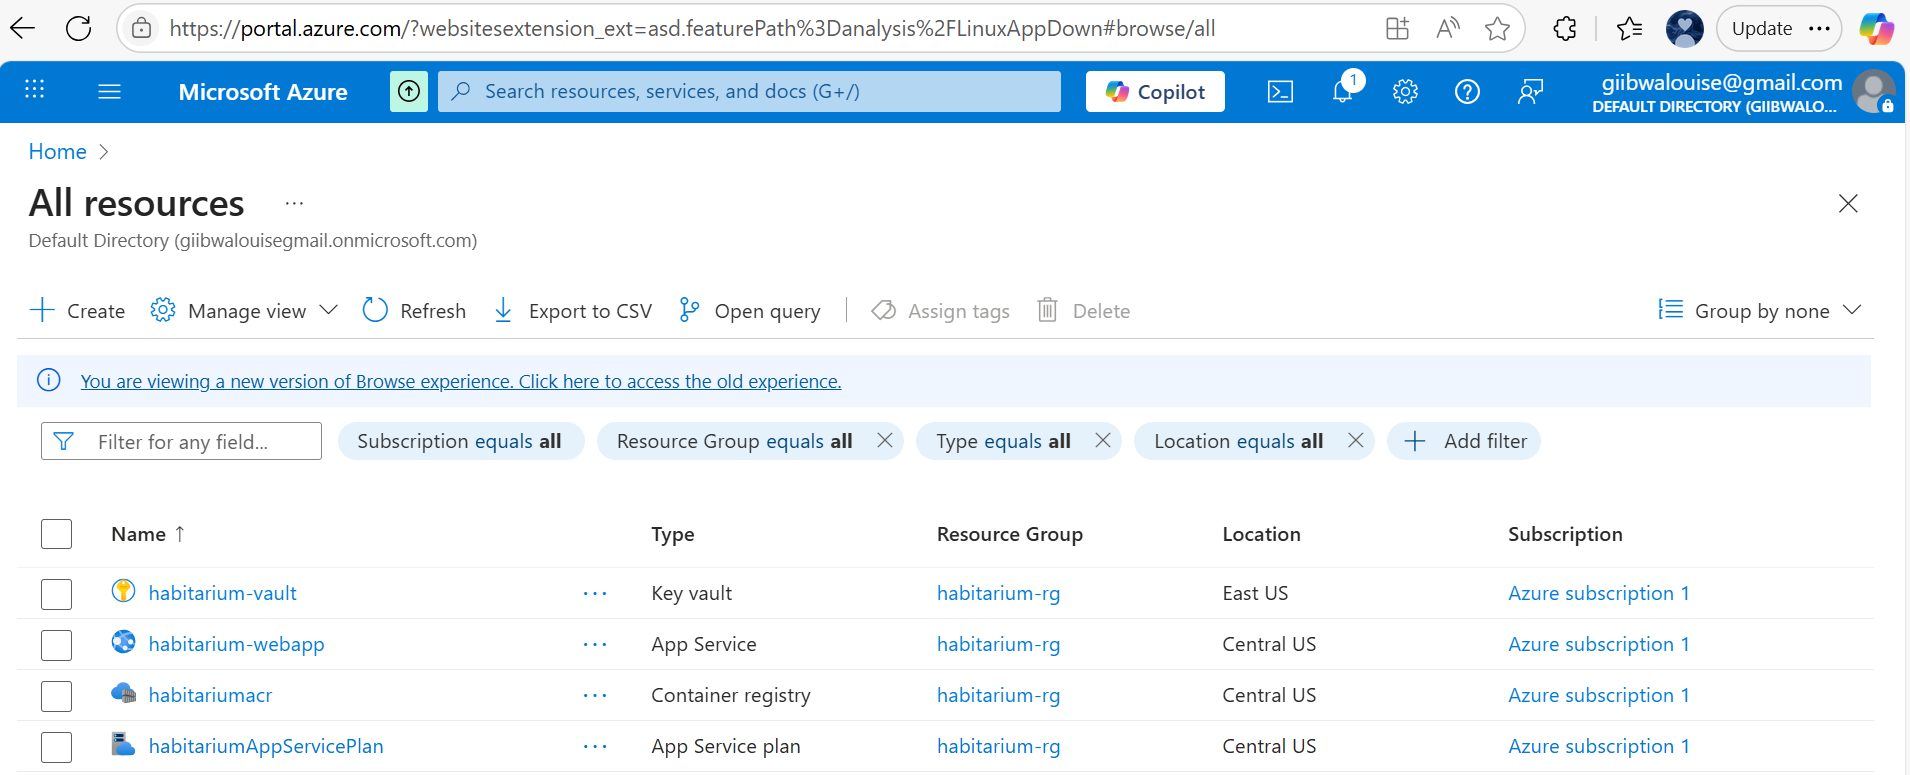 https://portal.azure.com/?websitesextension_ext=asd.featurePath%3Danalysis%2FLinuxAppDown#browse/all
Update
Microsoft Azure
Search resources, services, and docs (G+/)
Copilot
1
giibwalouise@gmail.com
DEFAULT DIRECTORY (GIIBWALO...
Home
All resources
Default Directory (giibwalouisegmail.onmicrosoft.com)
Create Manage view Refresh Export to CSV Open query Assign tags Delete Group by none
You are viewing a new version of Browse experience. Click here to access the old experience.
Filter for any field... Subscription equals all Resource Group equals all Type equals all Location equals all Add filter
Name ↑ Type Resource Group Location Subscription
habitarium-vault ... Key vault habitarium-rg East US Azure subscription 1
habitarium-webapp ... App Service habitarium-rg Central US Azure subscription 1
habitariumacr ... Container registry habitarium-rg Central US Azure subscription 1
habitariumAppServicePlan ... App Service plan habitarium-rg Central US Azure subscription 1